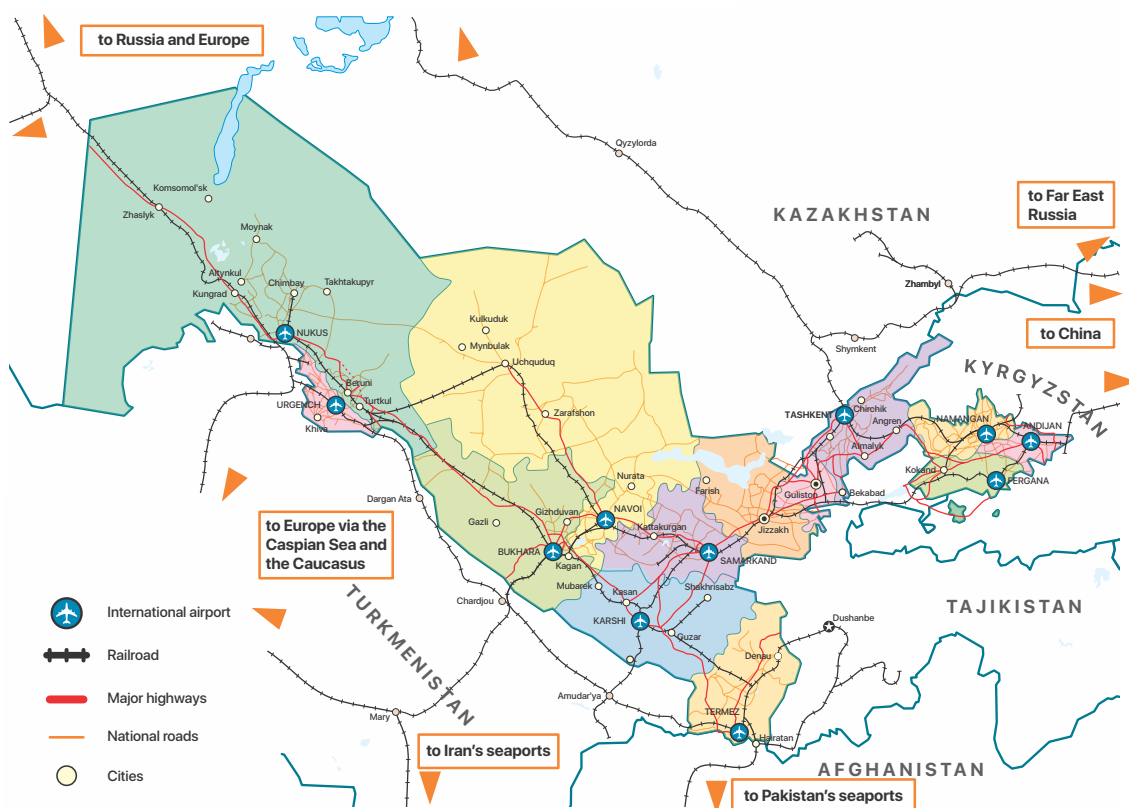 to Russia and Europe
Qyzylorda
Komsomol'sk
to Far East
Russia
KAZAKHSTAN
Zhaslyk
Moynak
Altynkul
Chimbay
Takhtakupyr
Kungrad
Zhambyl
NUKUS
Kulkuduk
to China
Mynbulak
Shymkent
Uchquduq
KYRGYZSTAN
Beruni
URGENCH
Turtkul
Khiva
Zarafshon
TASHKENT
Chirchik
Angren
NAMANGAN
ANDIJAN
Almalyk
Kokand
FERGANA
Nurata
Farish
Guliston
Bekabad
Dargan Ata
Gizhduvan
NAVOI
Gazli
Kattakurgan
Jizzakh
to Europe via the
Caspian Sea and
the Caucasus
BUKHARA
Kagan
SAMARKAND
Mubarek
Kasan
Shakhrisabz
Chardjou
KARSHI
Guzar
Dushanbe
TAJIKISTAN
TURKMENISTAN
Denau
Amudar'ya
Mary
TERMEZ
Hairatan
AFGHANISTAN
to Iran's seaports
to Pakistan's seaports
International airport
Railroad
Major highways
National roads
Cities